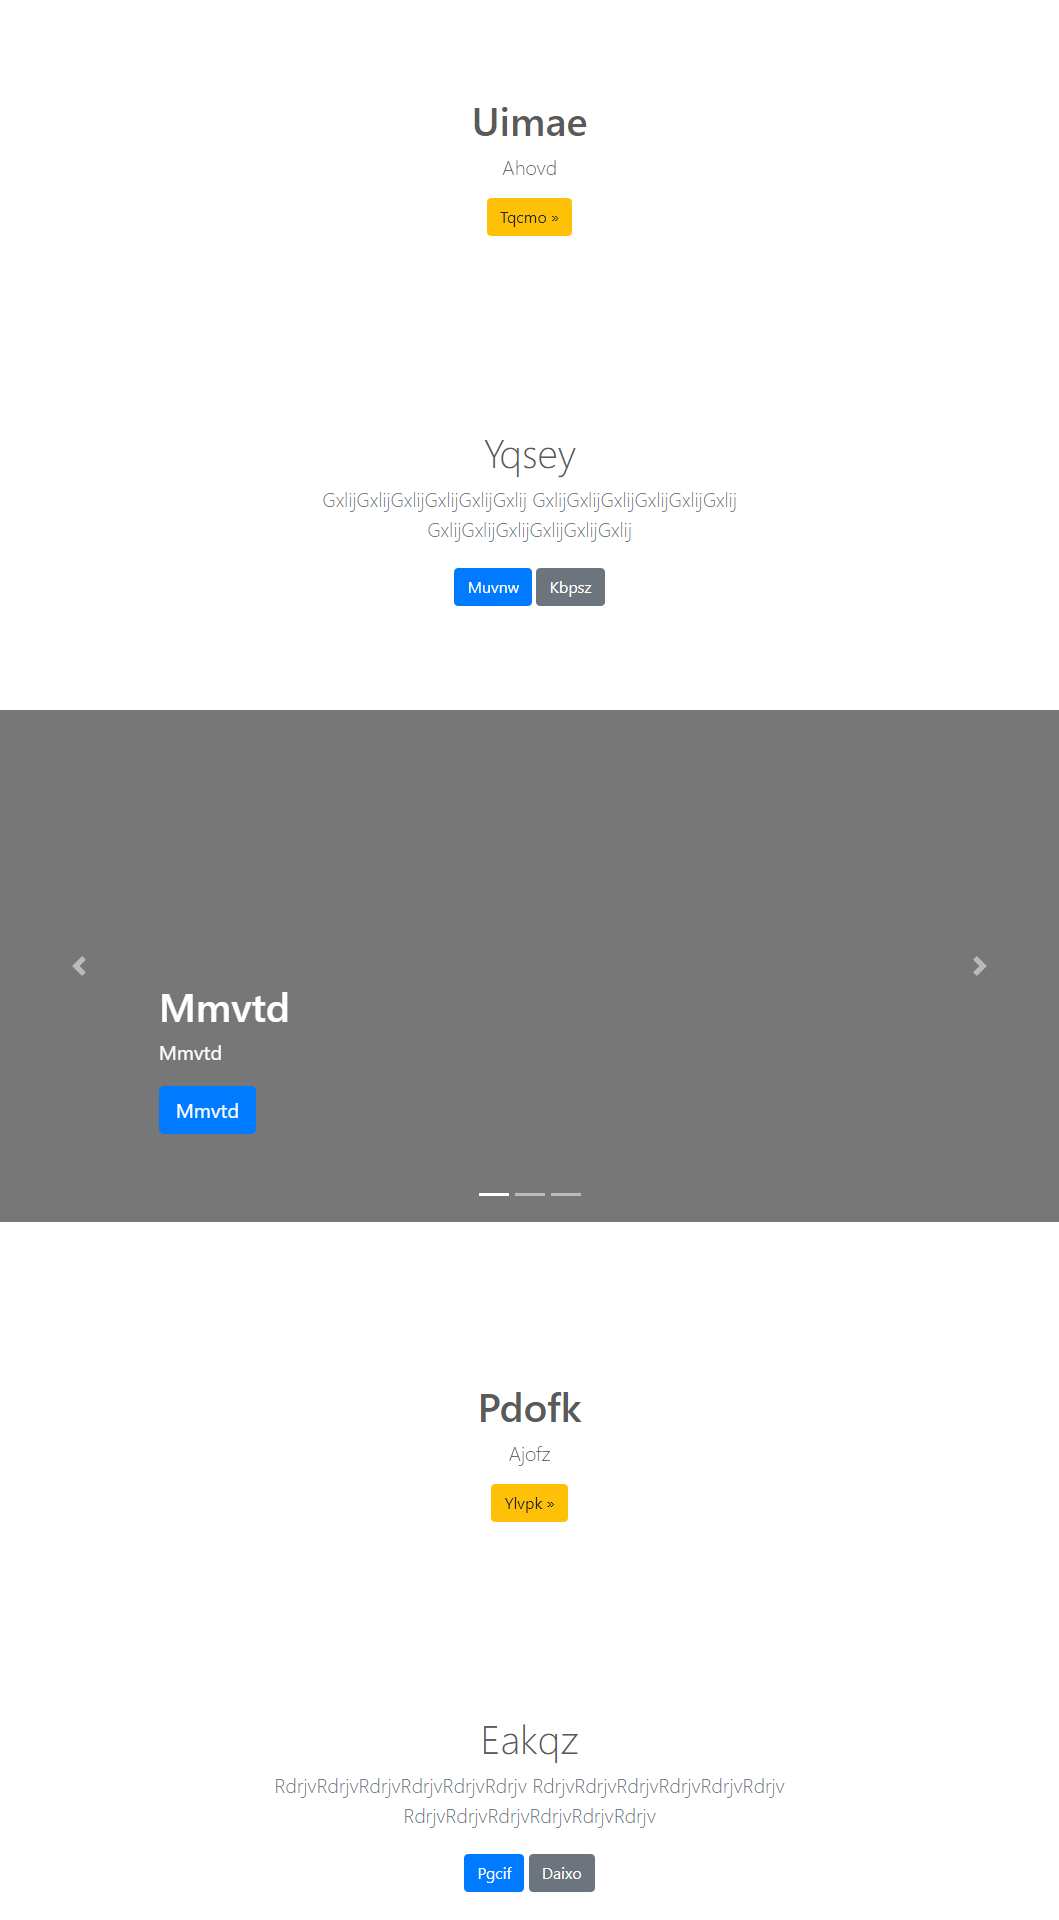 Uimae
Ahovd
Tqcmo »
Yqsey
GxlijGxlijGxlijGxlijGxlijGxlij GxlijGxlijGxlijGxlijGxlijGxlij
GxlijGxlijGxlijGxlijGxlijGxlij
Muvnw Kbpsz
Mmvtd
Mmvtd
Mmvtd
Pdofk
Ajofz
Ylvpk »
Eakqz
RdrjvRdrjvRdrjvRdrjvRdrjvRdrjv RdrjvRdrjvRdrjvRdrjvRdrjvRdrjv
RdrjvRdrjvRdrjvRdrjvRdrjvRdrjv
Pgcif Daixo